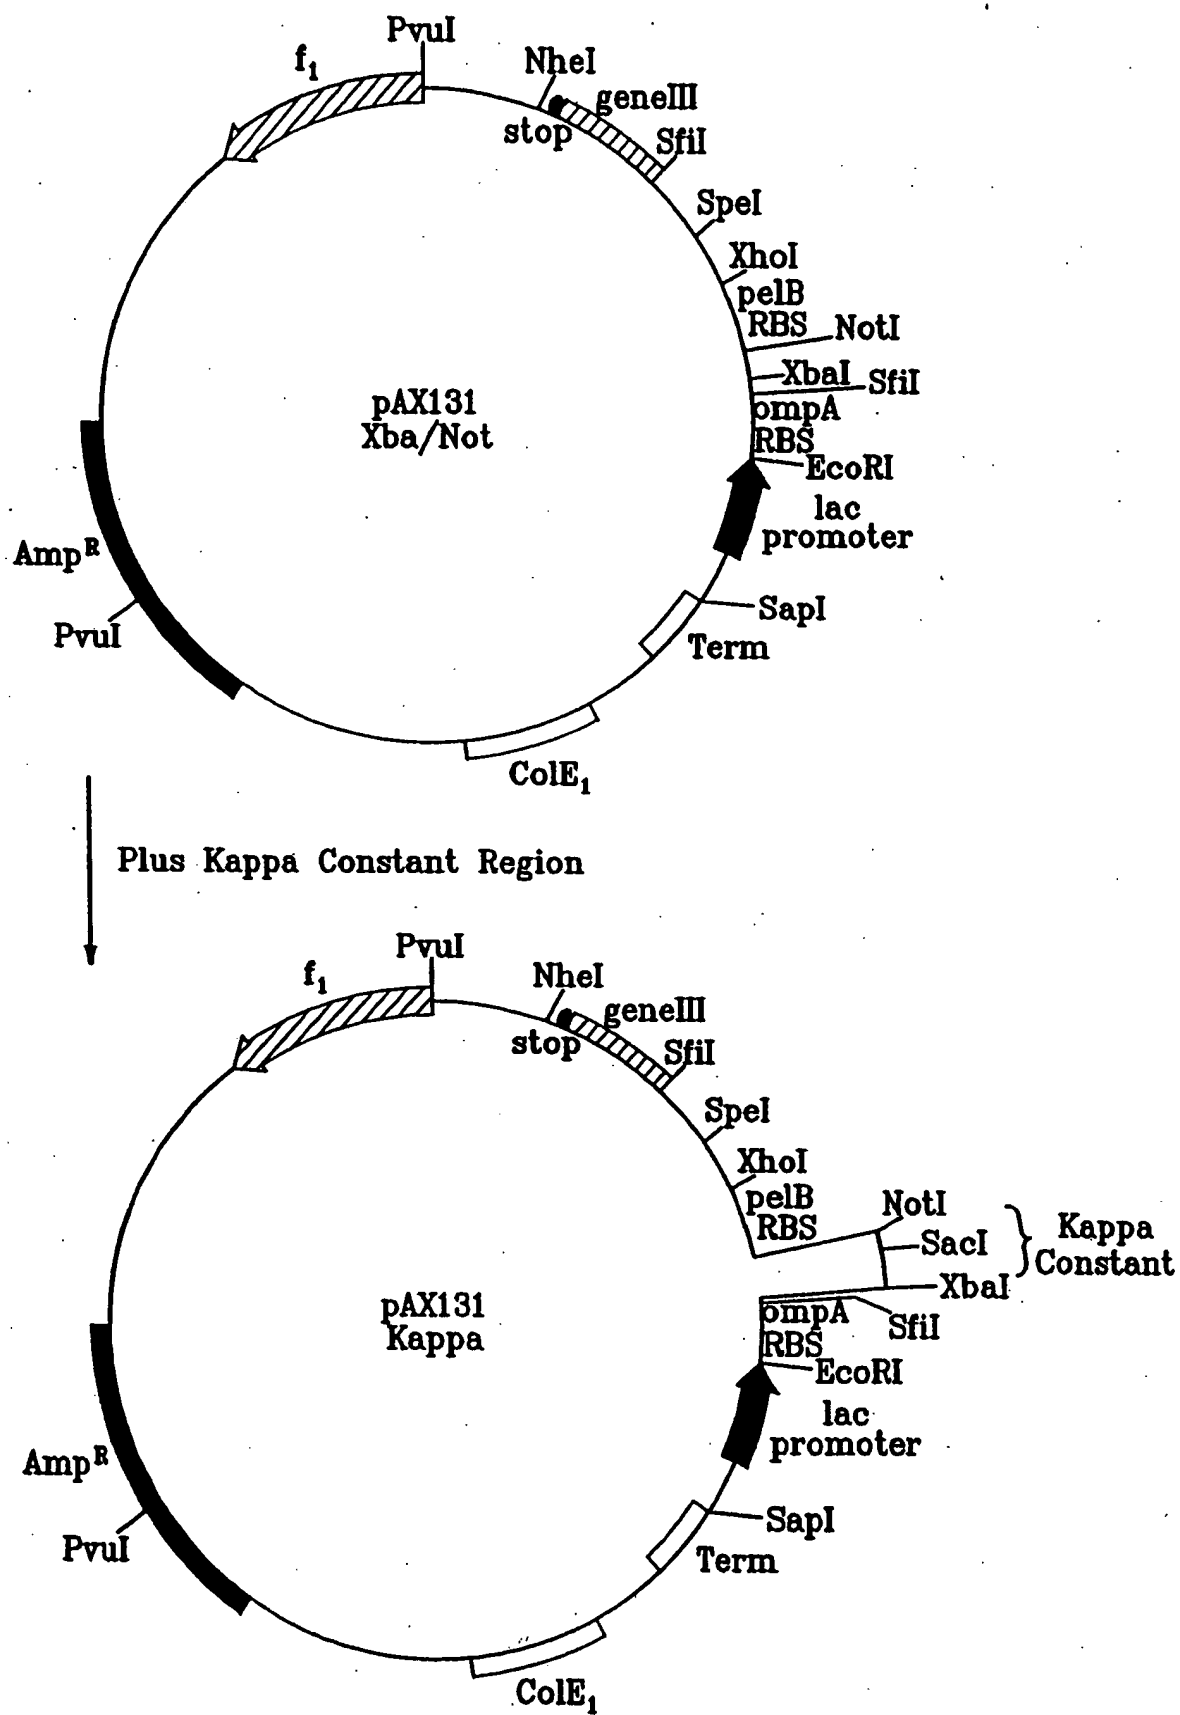 PvuI
f1
NheI
geneIII
stop
SfiI
SpeI
XhoI
pelB
RBS
NotI
XbaI
SfiI
ompA
RBS
EcoRI
lac
promoter
pAX131
Xba/Not
AmpR
PvuI
SapI
Term
ColE1
Plus Kappa Constant Region
PvuI
f1
NheI
geneIII
stop
SfiI
SpeI
XhoI
pelB
RBS
NotI
SacI
XbaI
} Kappa
Constant
ompA
SfiI
RBS
EcoRI
lac
promoter
pAX131
Kappa
AmpR
PvuI
SapI
Term
ColE1